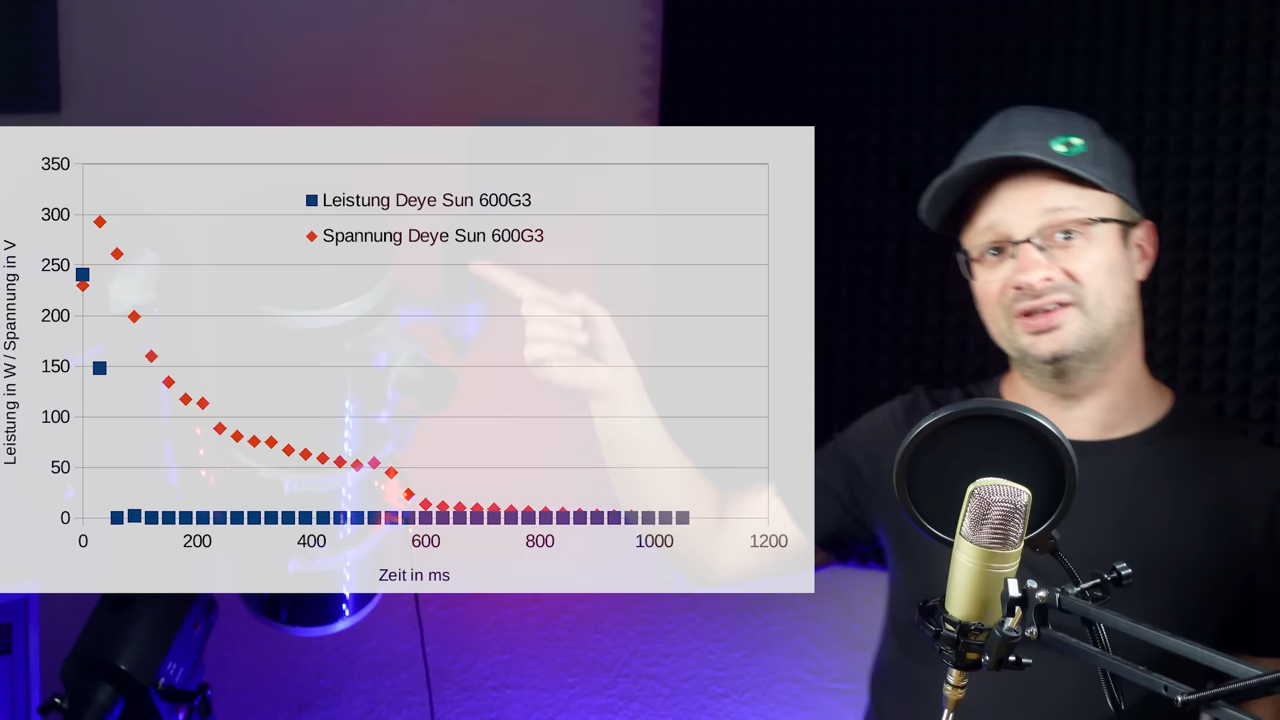 350
300
250
200
150
100
50
0
Leistung in W / Spannung in V
Leistung Deye Sun 600G3
Spannung Deye Sun 600G3
0 200 400 600 800 1000 1200
Zeit in ms